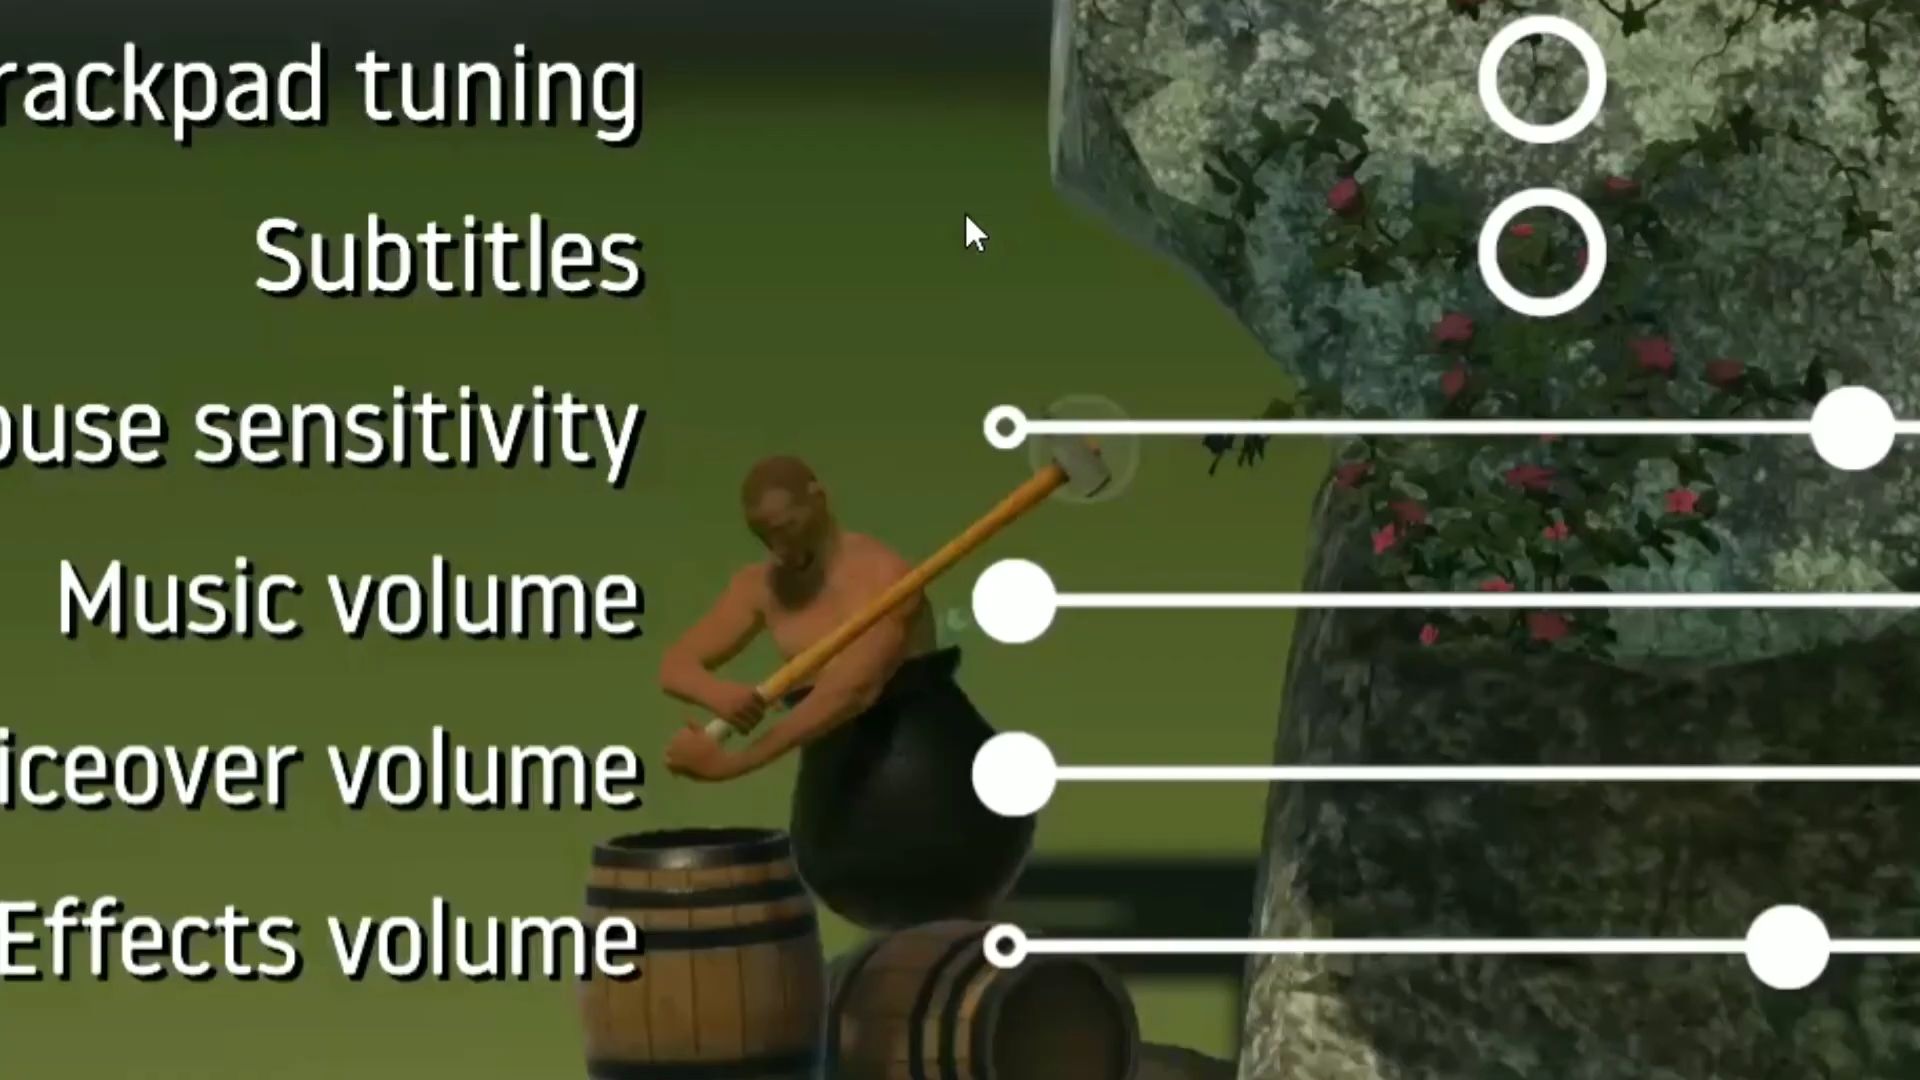 rackpad tuning
Subtitles
ouse sensitivity
Music volume
iceover volume
Effects volume